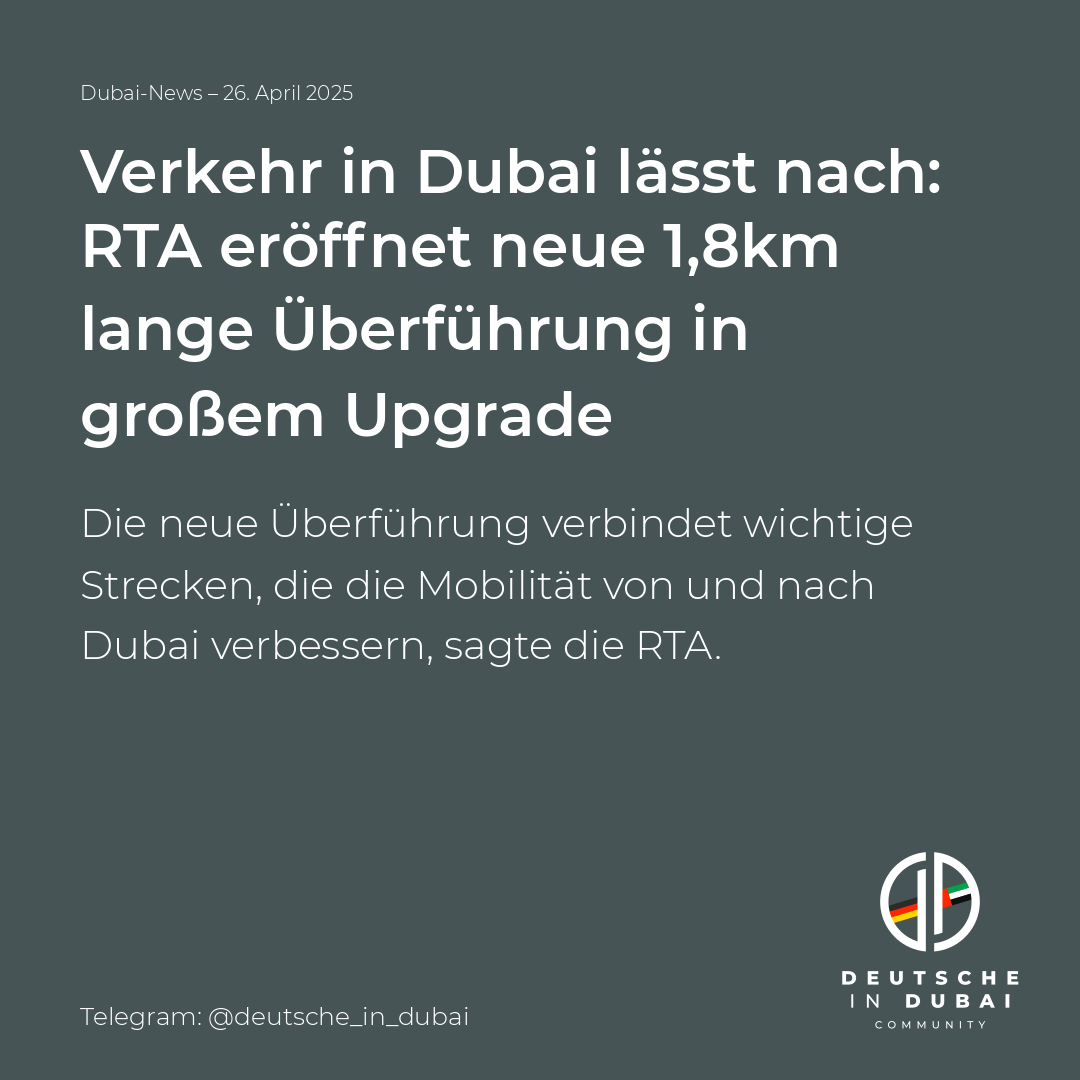 Dubai-News – 26. April 2025
Verkehr in Dubai lässt nach:
RTA eröffnet neue 1,8km
lange Überführung in
großem Upgrade
Die neue Überführung verbindet wichtige
Strecken, die die Mobilität von und nach
Dubai verbessern, sagte die RTA.
DEUTSCHE
IN DUBAI
COMMUNITY
Telegram: @deutsche_in_dubai